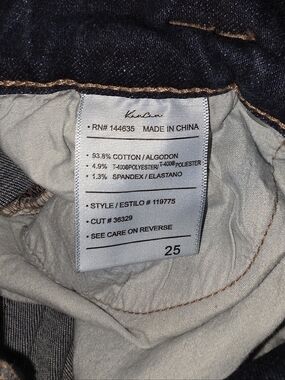 KanCan
• RN# 144635 MADE IN CHINA
• 93.8% COTTON / ALGODON
• 4.9% T-400®POLYESTER/ T-400® POLIESTER
• 1.3% SPANDEX / ELASTANO
• STYLE / ESTILO # 119775
• CUT # 36329
• SEE CARE ON REVERSE
25